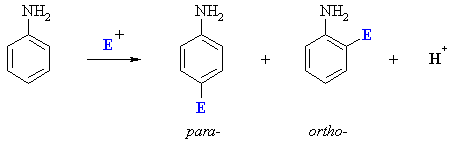 NH₂ NH₂ NH₂
E⁺ E + + H⁺
E
para- ortho-